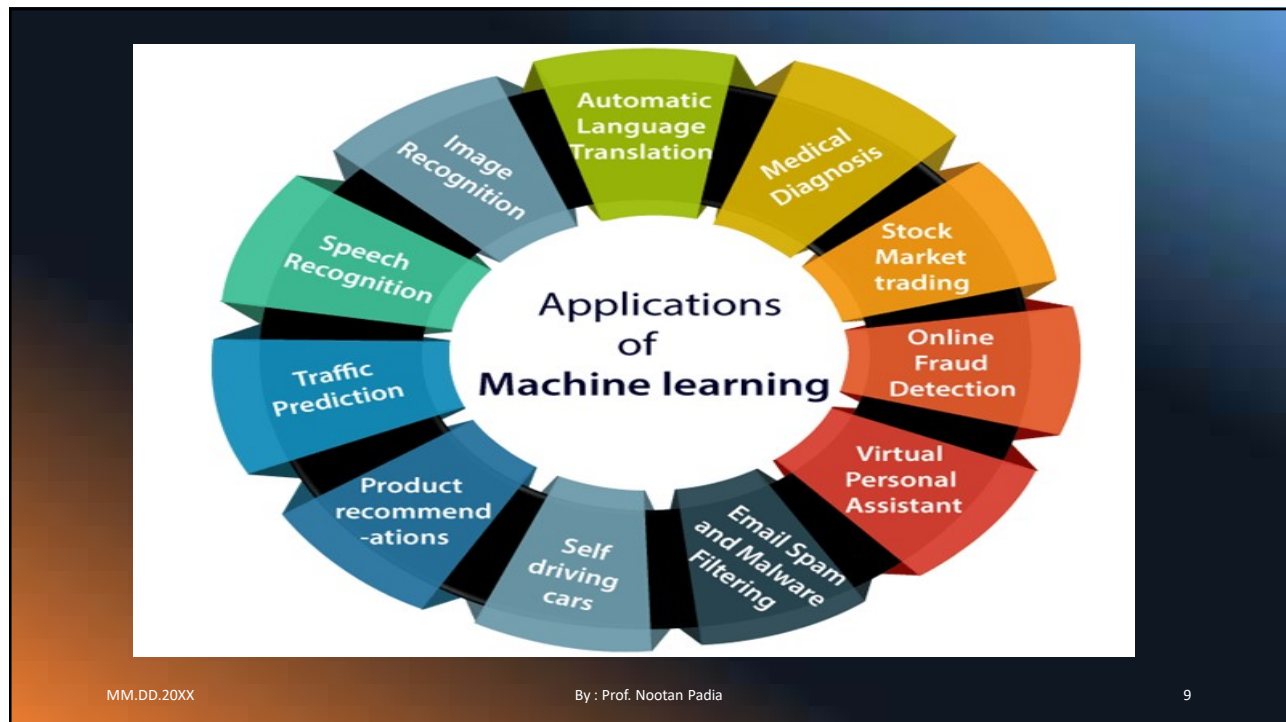 Applications
of
Machine learning
Automatic
Language
Translation
Medical
Diagnosis
Stock
Market
trading
Online
Fraud
Detection
Virtual
Personal
Assistant
Email Spam
and Malware
Filtering
Self
driving
cars
Product
recommend
-ations
Traffic
Prediction
Speech
Recognition
Image
Recognition
MM.DD.20XX
By : Prof. Nootan Padia
9